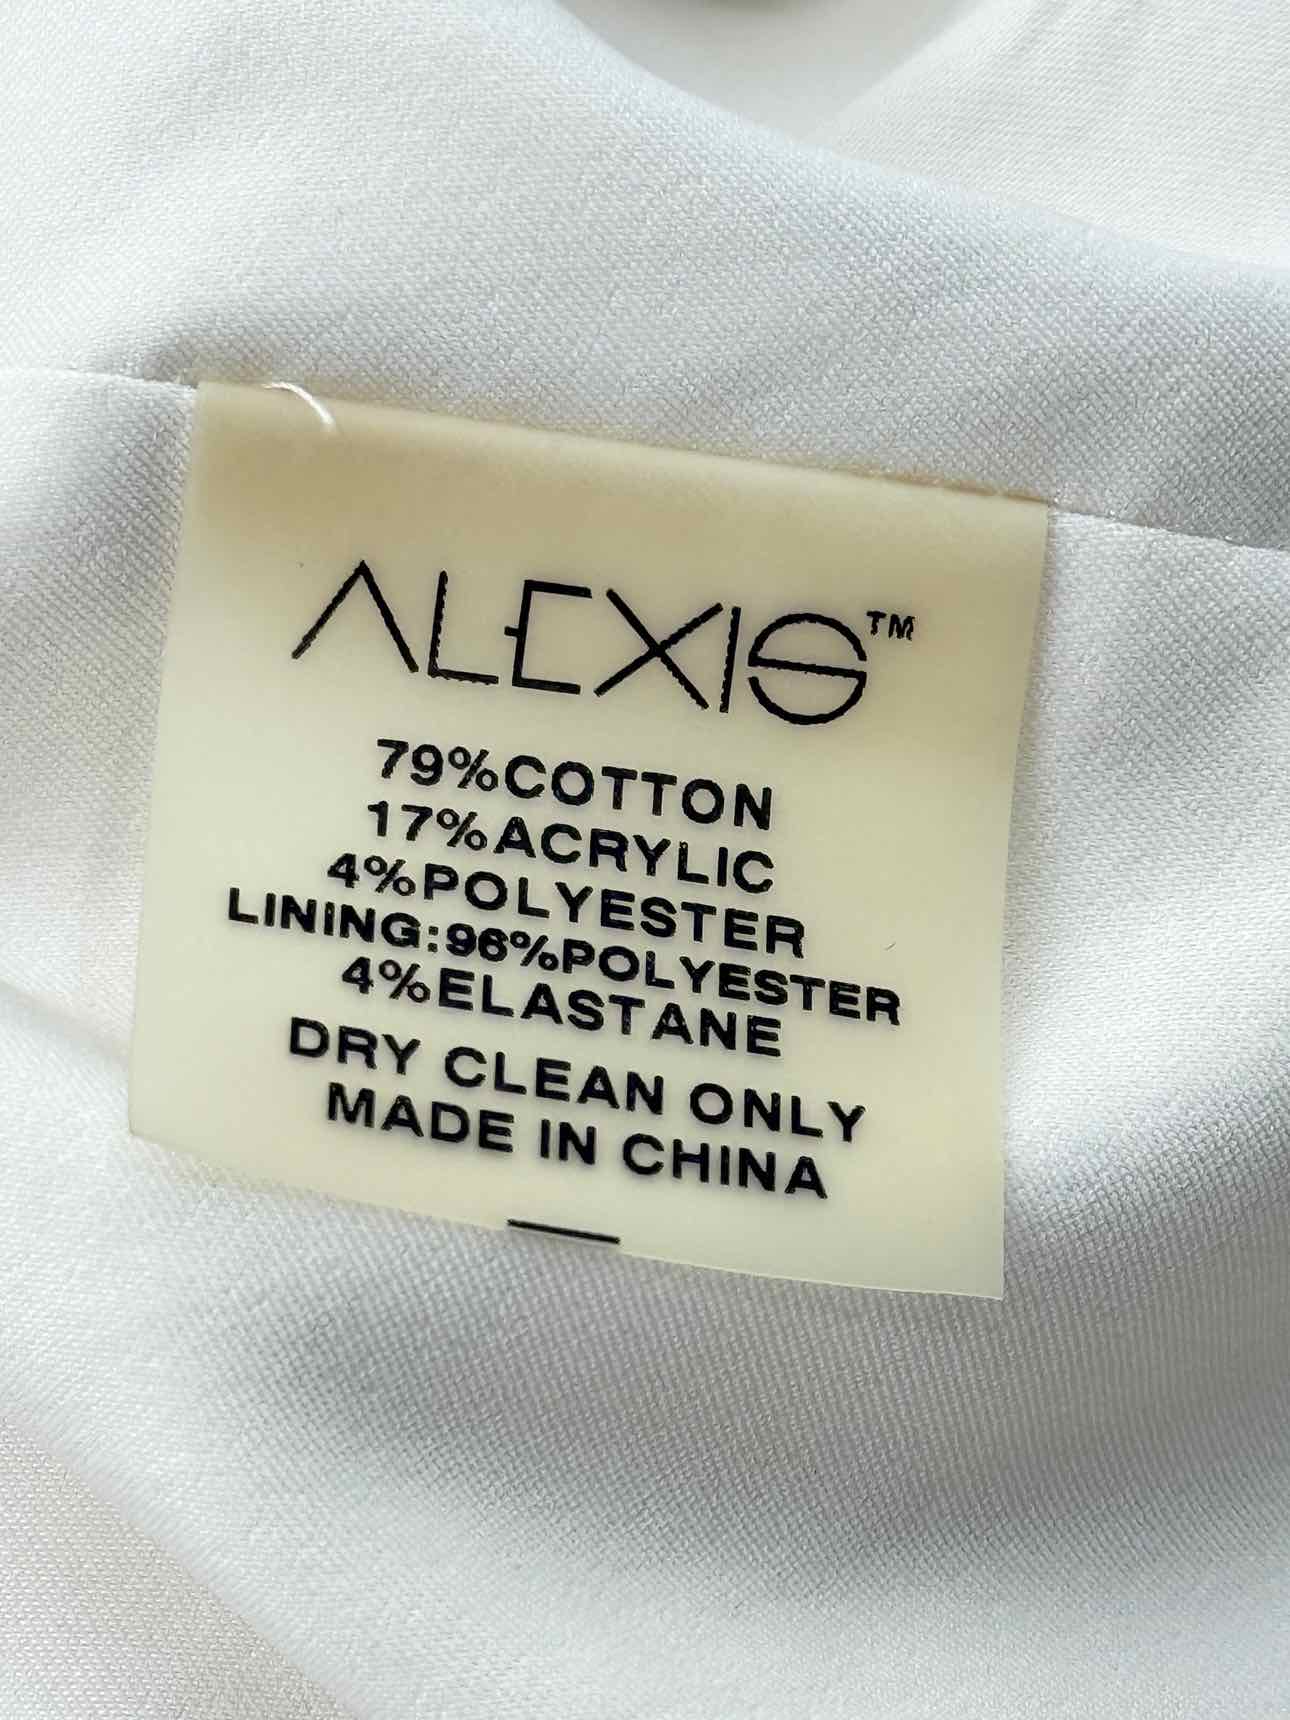 ALEXIS™
79%COTTON
17%ACRYLIC
4%POLYESTER
LINING:96%POLYESTER
4%ELASTANE
DRY CLEAN ONLY
MADE IN CHINA